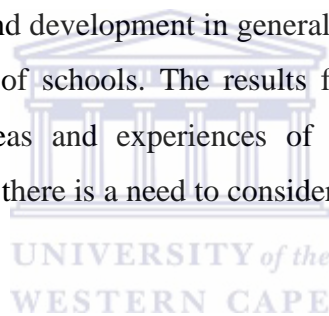 nd development in general
of schools. The results f
eas and experiences of
there is a need to consider
UNIVERSITY of the
WESTERN CAPE